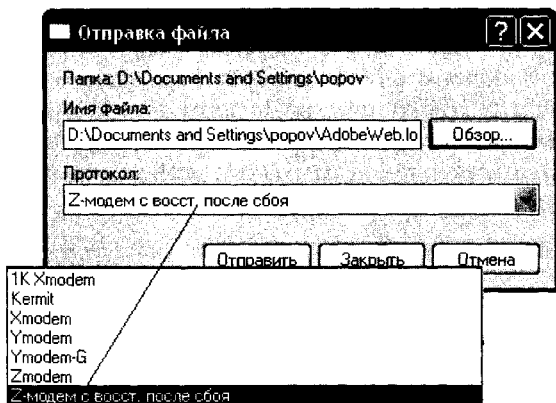 Отправка файла
Папка: D:\Documents and Settings\popov
Имя файла:
D:\Documents and Settings\popov\AdobeWeb.lo
Обзор...
Протокол:
Z-модем с восст. после сбоя
Отправить
Закрыть
Отмена
1K Xmodem
Kermit
Xmodem
Ymodem
Ymodem-G
Zmodem
Z-модем с восст. после сбоя